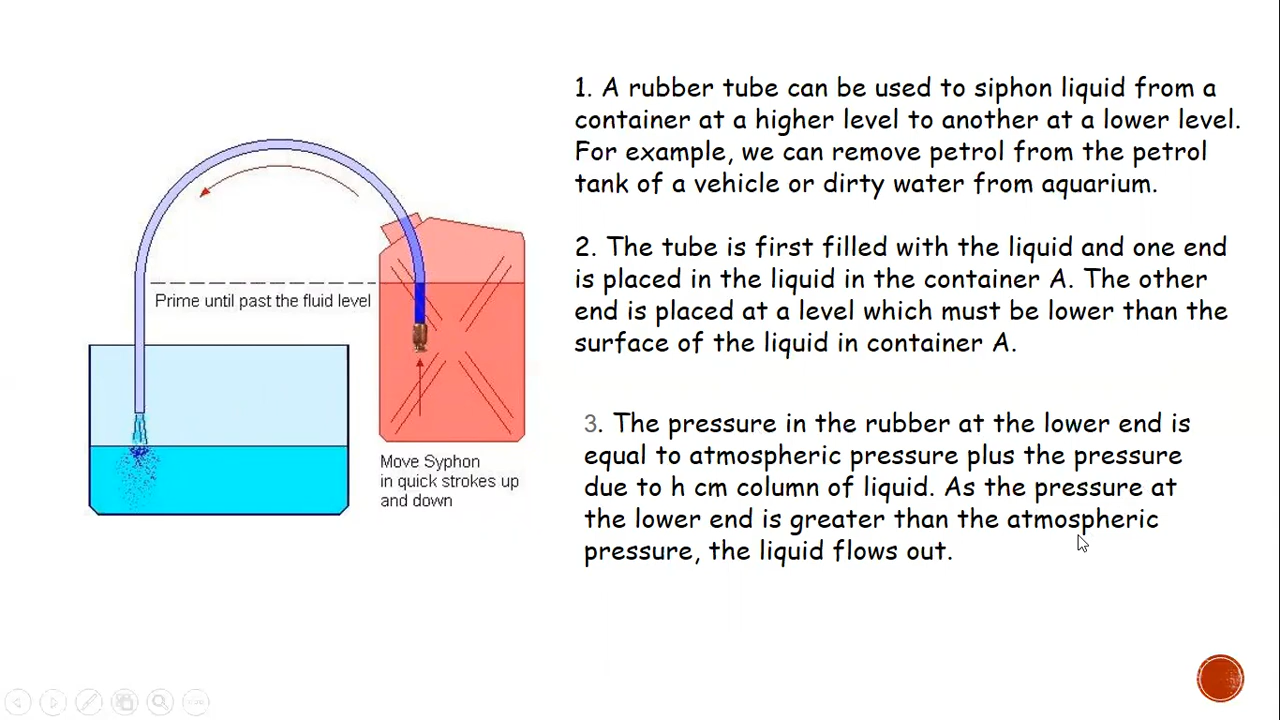 1. A rubber tube can be used to siphon liquid from a
container at a higher level to another at a lower level.
For example, we can remove petrol from the petrol
tank of a vehicle or dirty water from aquarium.
2. The tube is first filled with the liquid and one end
is placed in the liquid in the container A. The other
end is placed at a level which must be lower than the
surface of the liquid in container A.
3. The pressure in the rubber at the lower end is
equal to atmospheric pressure plus the pressure
due to h cm column of liquid. As the pressure at
the lower end is greater than the atmospheric
pressure, the liquid flows out.
Prime until past the fluid level
Move Syphon
in quick strokes up
and down